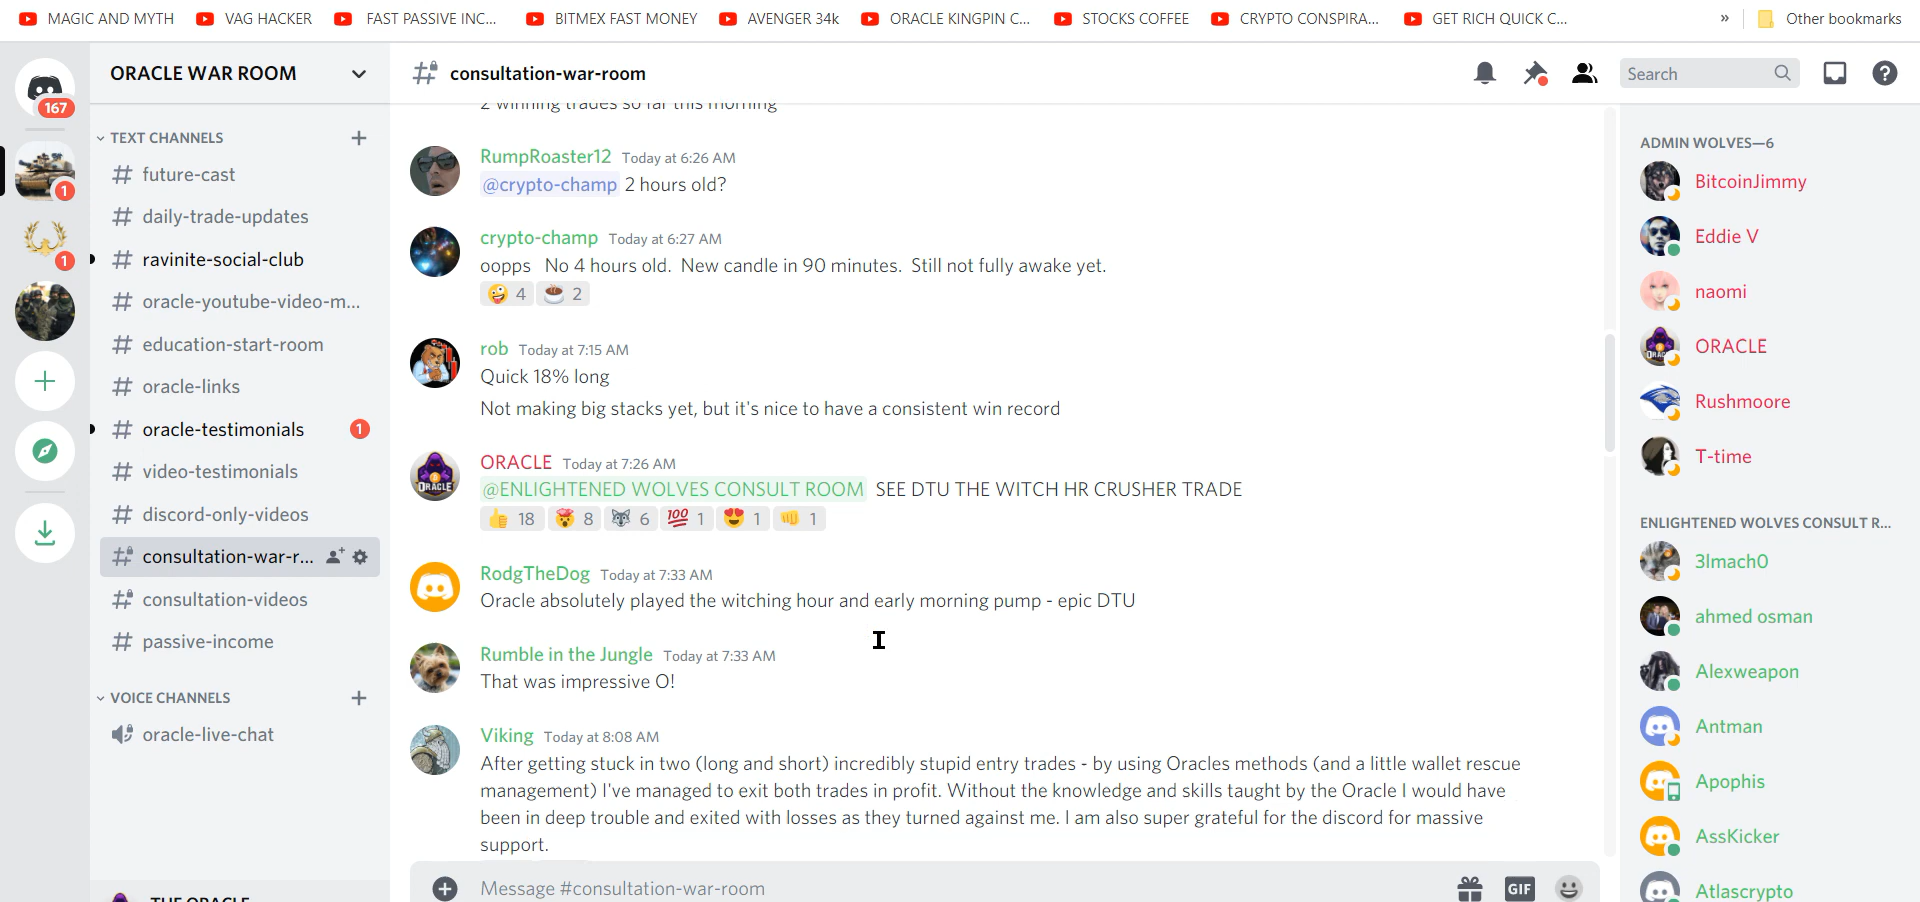 MAGIC AND MYTH
VAG HACKER
FAST PASSIVE INC...
BITMEX FAST MONEY
AVENGER 34k
ORACLE KINGPIN C...
STOCKS COFFEE
CRYPTO CONSPIRA...
GET RICH QUICK C...
»
Other bookmarks
167
1
1
ORACLE WAR ROOM
TEXT CHANNELS
# future-cast
# daily-trade-updates
# ravinite-social-club
# oracle-youtube-video-m...
# education-start-room
# oracle-links
# oracle-testimonials 1
# video-testimonials
# discord-only-videos
# consultation-war-r...
# consultation-videos
# passive-income
VOICE CHANNELS
oracle-live-chat
THE ORACLE
# consultation-war-room
Search
2 winning trades so far this morning
RumpRoaster12 Today at 6:26 AM
@crypto-champ 2 hours old?
crypto-champ Today at 6:27 AM
oopps No 4 hours old. New candle in 90 minutes. Still not fully awake yet.
4 2
rob Today at 7:15 AM
Quick 18% long
Not making big stacks yet, but it's nice to have a consistent win record
ORACLE Today at 7:26 AM
@ENLIGHTENED WOLVES CONSULT ROOM SEE DTU THE WITCH HR CRUSHER TRADE
18 8 6 100 1 1 1
RodgTheDog Today at 7:33 AM
Oracle absolutely played the witching hour and early morning pump - epic DTU
Rumble in the Jungle Today at 7:33 AM
That was impressive O!
Viking Today at 8:08 AM
After getting stuck in two (long and short) incredibly stupid entry trades - by using Oracles methods (and a little wallet rescue
management) I've managed to exit both trades in profit. Without the knowledge and skills taught by the Oracle I would have
been in deep trouble and exited with losses as they turned against me. I am also super grateful for the discord for massive
support.
Message #consultation-war-room
GIF
ADMIN WOLVES—6
BitcoinJimmy
Eddie V
naomi
ORACLE
Rushmoore
T-time
ENLIGHTENED WOLVES CONSULT R...
3lmach0
ahmed osman
Alexweapon
Antman
Apophis
AssKicker
Atlascrypto